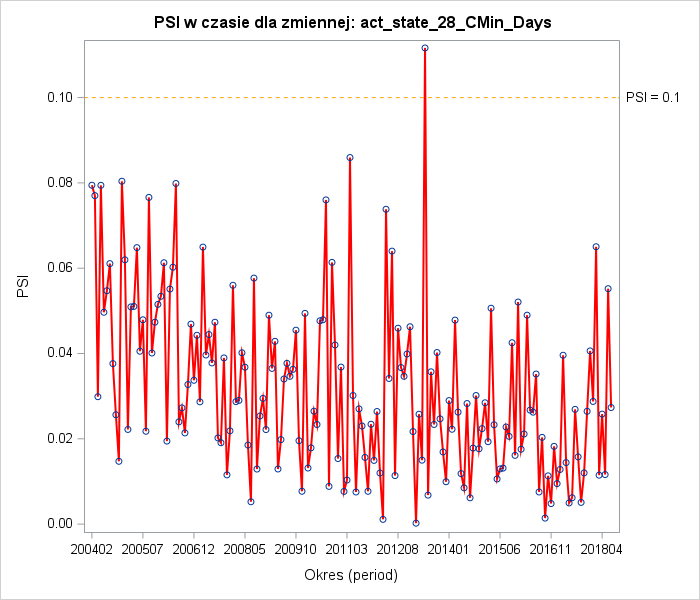 PSI w czasie dla zmiennej: act_state_28_CMin_Days
0.10
PSI = 0.1
0.08
0.06
0.04
0.02
0.00
PSI
200402 200507 200612 200805 200910 201103 201208 201401 201506 201611 201804
Okres (period)